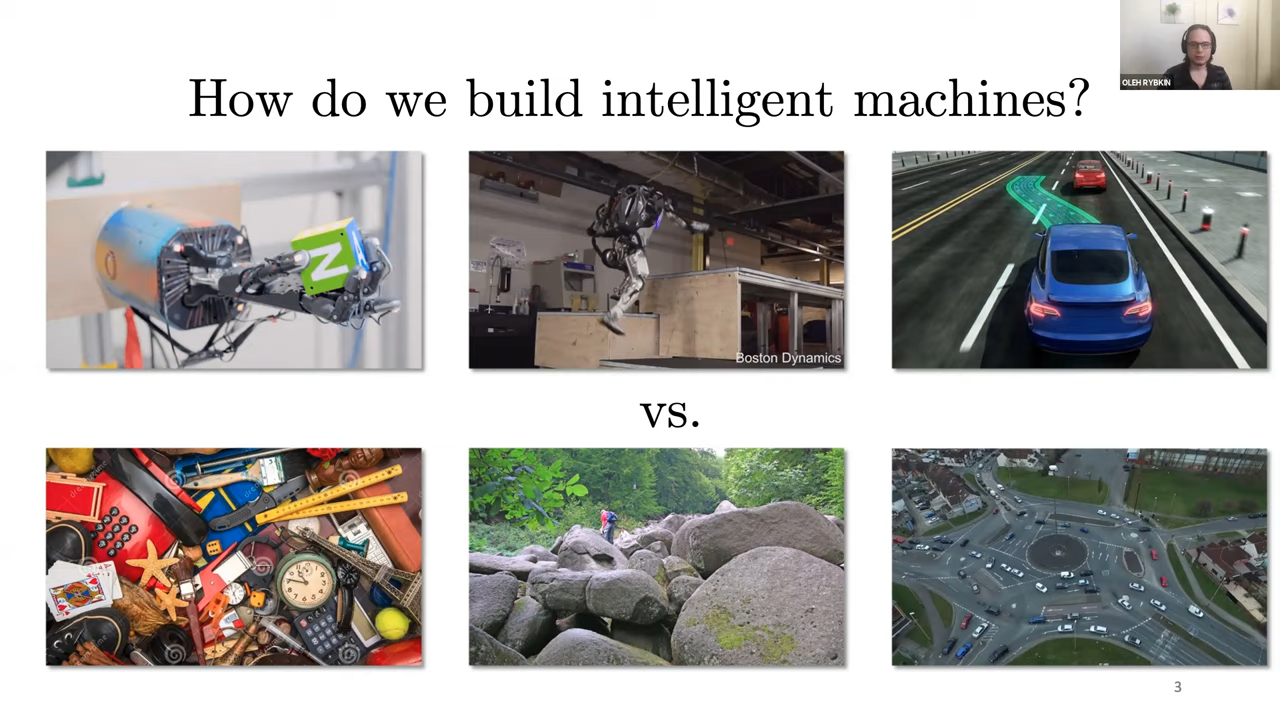 OLEH RYBKIN
How do we build intelligent machines?
N
Boston Dynamics
vs.
3